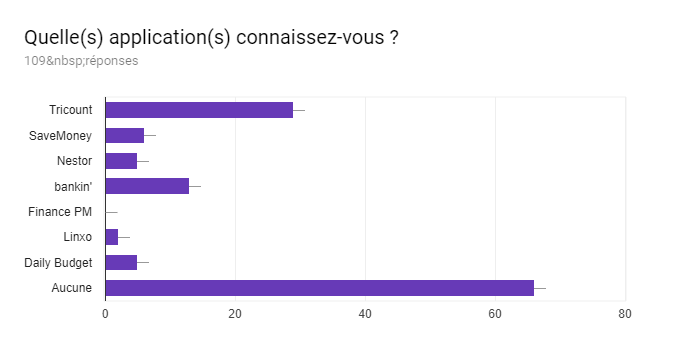 Quelle(s) application(s) connaissez-vous ?
109&nbsp;réponses
Tricount
SaveMoney
Nestor
bankin'
Finance PM
Linxo
Daily Budget
Aucune
0 20 40 60 80